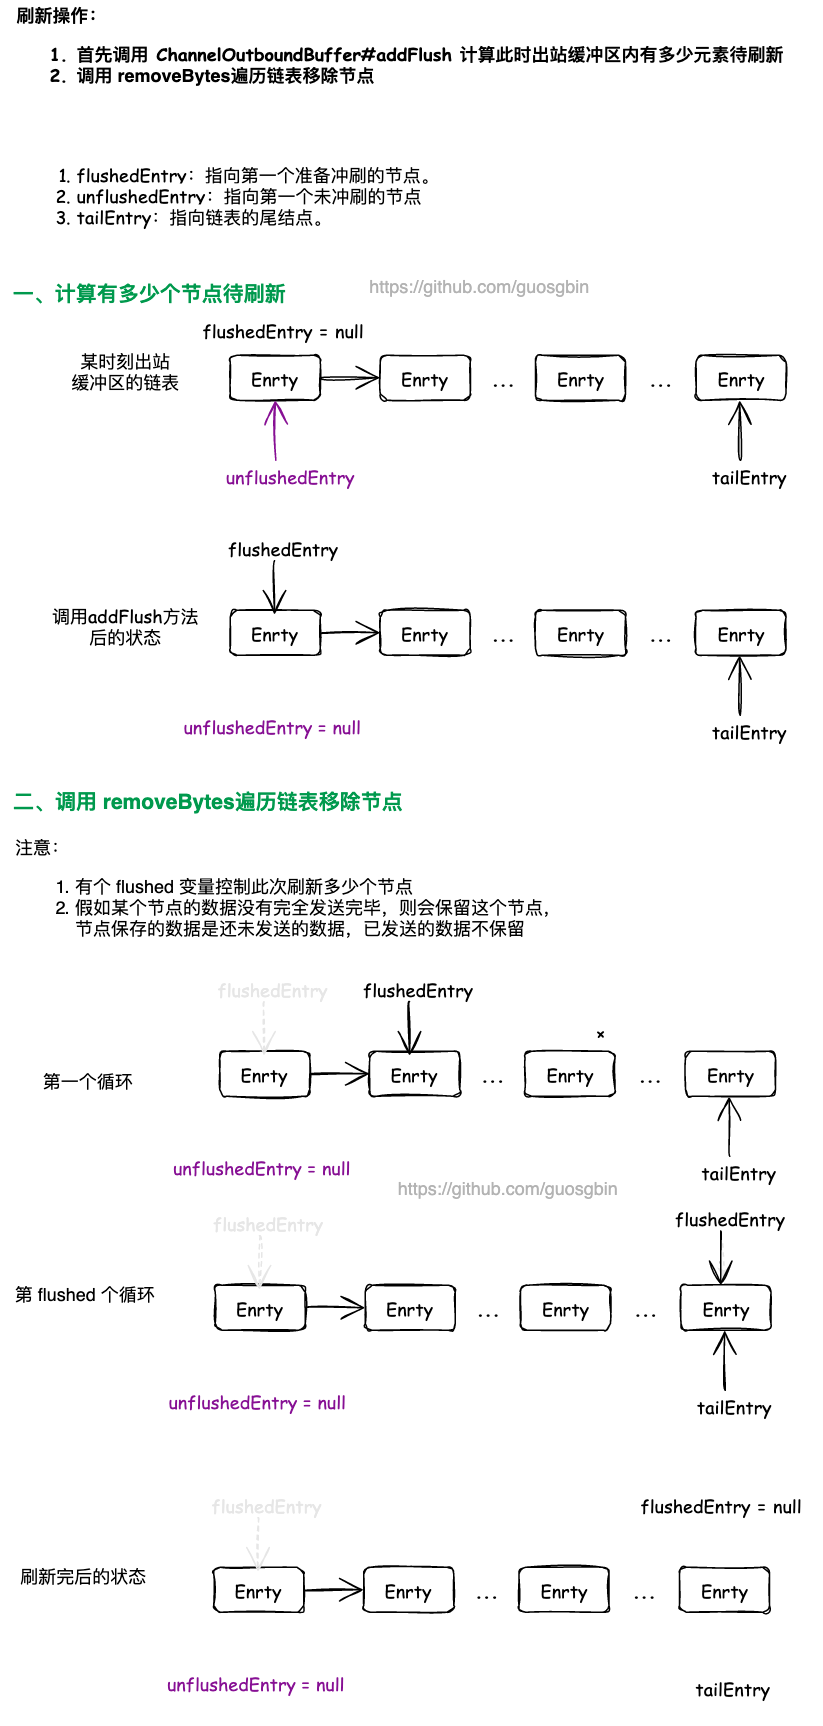 刷新操作：
1. 首先调用 ChannelOutboundBuffer#addFlush 计算此时出站缓冲区内有多少元素待刷新
2. 调用 removeBytes遍历链表移除节点
1. flushedEntry：指向第一个准备冲刷的节点。
2. unflushedEntry：指向第一个未冲刷的节点
3. tailEntry：指向链表的尾结点。
一、计算有多少个节点待刷新
https://github.com/guosgbin
flushedEntry = null
某时刻出站
缓冲区的链表
Enrty Enrty ... Enrty ... Enrty
unflushedEntry tailEntry
flushedEntry
调用addFlush方法
后的状态
Enrty Enrty ... Enrty ... Enrty
unflushedEntry = null tailEntry
二、调用 removeBytes遍历链表移除节点
注意：
1. 有个 flushed 变量控制此次刷新多少个节点
2. 假如某个节点的数据没有完全发送完毕，则会保留这个节点，
节点保存的数据是还未发送的数据，已发送的数据不保留
flushedEntry flushedEntry
×
第一个循环
Enrty Enrty ... Enrty ... Enrty
unflushedEntry = null tailEntry
https://github.com/guosgbin
flushedEntry flushedEntry
第 flushed 个循环
Enrty Enrty ... Enrty ... Enrty
unflushedEntry = null tailEntry
flushedEntry flushedEntry = null
刷新完后的状态
Enrty Enrty ... Enrty ... Enrty
unflushedEntry = null tailEntry